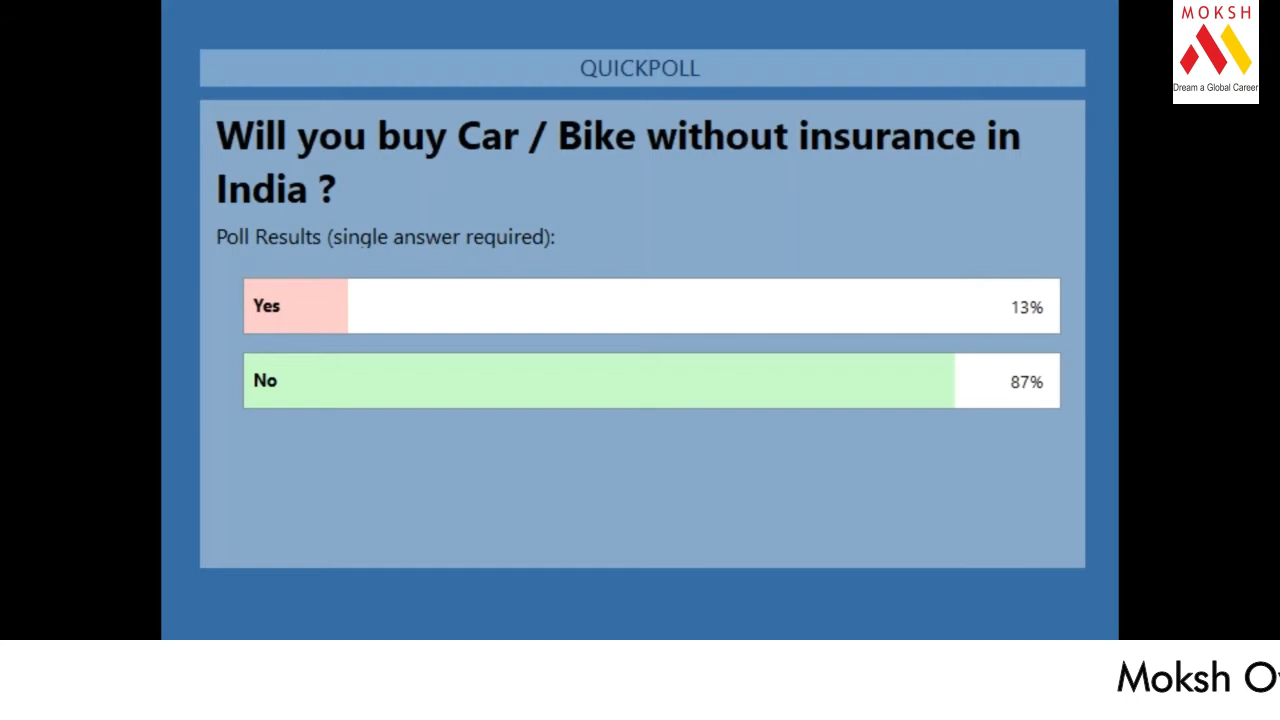 MOKSH
Dream a Global Career
QUICKPOLL
Will you buy Car / Bike without insurance in
India ?
Poll Results (single answer required):
Yes 13%
No 87%
Moksh